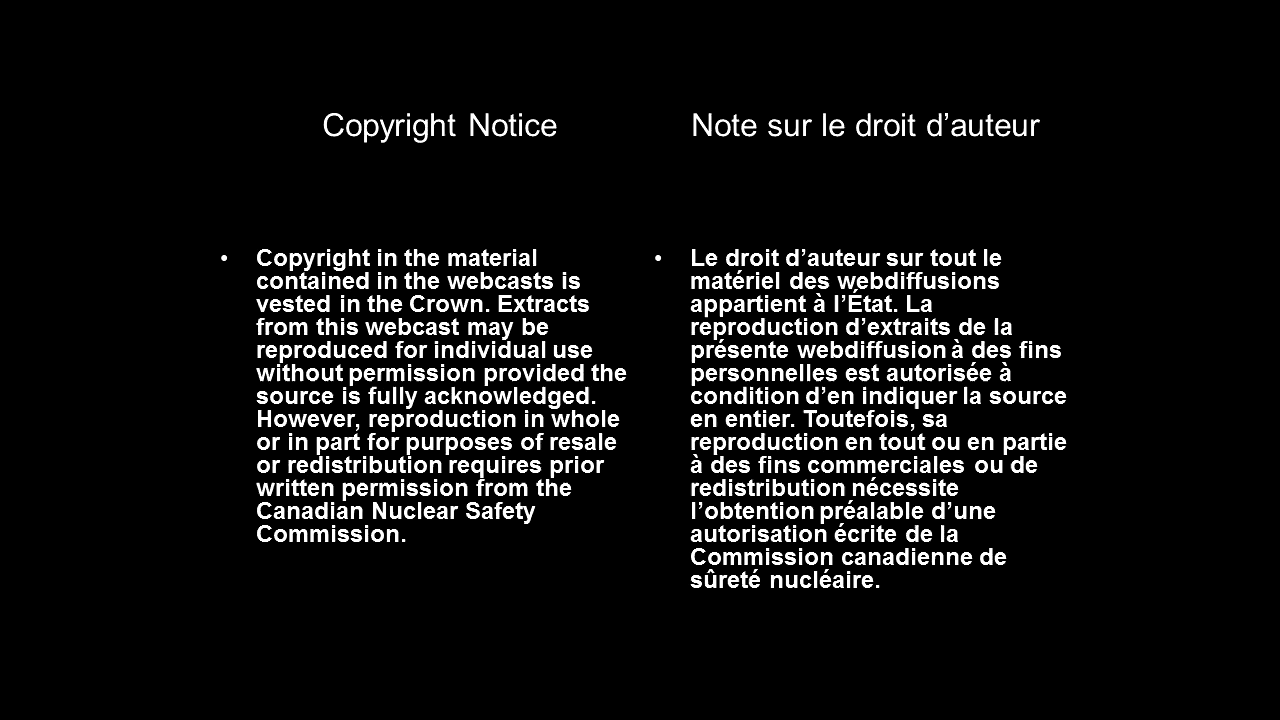 Copyright Notice
• Copyright in the material
contained in the webcasts is
vested in the Crown. Extracts
from this webcast may be
reproduced for individual use
without permission provided the
source is fully acknowledged.
However, reproduction in whole
or in part for purposes of resale
or redistribution requires prior
written permission from the
Canadian Nuclear Safety
Commission.
Note sur le droit d’auteur
• Le droit d’auteur sur tout le
matériel des webdiffusions
appartient à l’État. La
reproduction d’extraits de la
présente webdiffusion à des fins
personnelles est autorisée à
condition d’en indiquer la source
en entier. Toutefois, sa
reproduction en tout ou en partie
à des fins commerciales ou de
redistribution nécessite
l’obtention préalable d’une
autorisation écrite de la
Commission canadienne de
sûreté nucléaire.